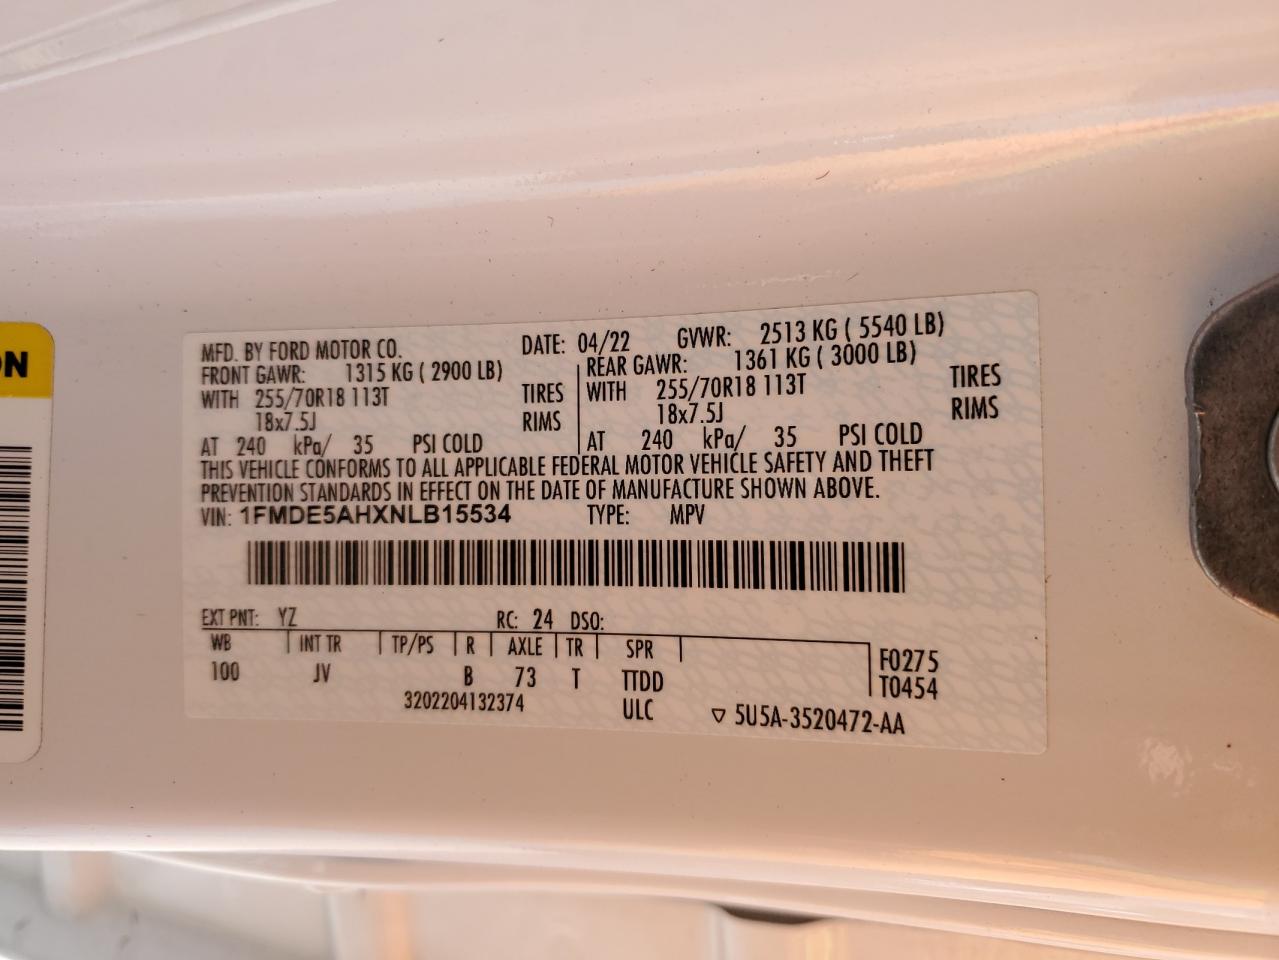 ON
MFD. BY FORD MOTOR CO. DATE: 04/22 GVWR: 2513 KG ( 5540 LB)
FRONT GAWR: 1315 KG ( 2900 LB) REAR GAWR: 1361 KG ( 3000 LB)
WITH 255/70R18 113T TIRES WITH 255/70R18 113T TIRES
18x7.5J RIMS 18x7.5J RIMS
AT 240 kPa/ 35 PSI COLD AT 240 kPa/ 35 PSI COLD
THIS VEHICLE CONFORMS TO ALL APPLICABLE FEDERAL MOTOR VEHICLE SAFETY AND THEFT
PREVENTION STANDARDS IN EFFECT ON THE DATE OF MANUFACTURE SHOWN ABOVE.
VIN: 1FMDE5AHXNLB15534 TYPE: MPV
EXT PNT: YZ RC: 24 DSO:
WB INT TR TP/PS R AXLE TR SPR F0275
100 JV B 73 T TTDD T0454
3202204132374 ULC ▽ 5U5A-3520472-AA